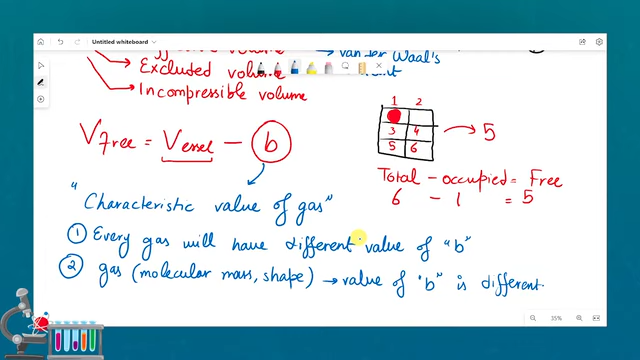 Untitled whiteboard
volume
van der Waal's
Excluded volume
Incompressible volume
1 2
3 4
5 6
→ 5
V free = V essel - b
Total - occupied = Free
6 - 1 = 5
"Characteristic value of gas"
① Every gas will have different value of "b"
② gas (molecular mass, shape) → value of "b" is different
35%